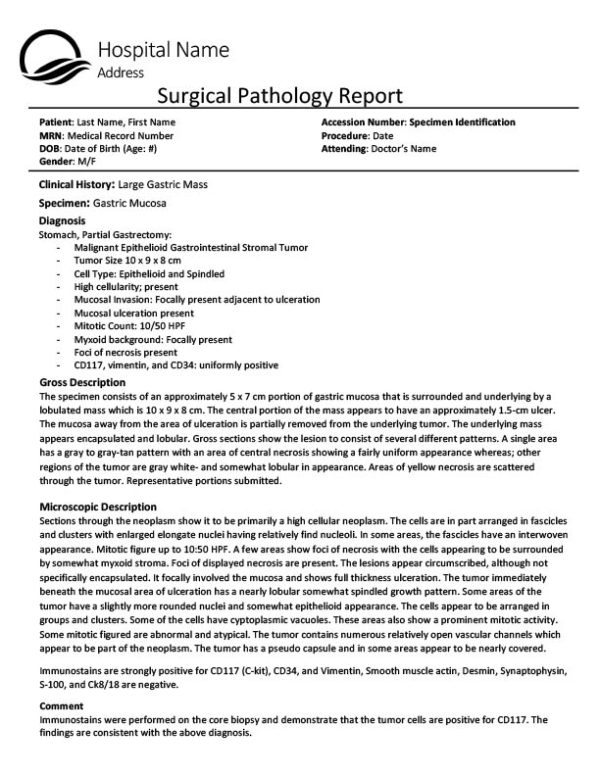 Hospital Name
Address
Surgical Pathology Report
Patient: Last Name, First Name
MRN: Medical Record Number
DOB: Date of Birth (Age: #)
Gender: M/F
Accession Number: Specimen Identification
Procedure: Date
Attending: Doctor's Name
Clinical History: Large Gastric Mass
Specimen: Gastric Mucosa
Diagnosis
Stomach, Partial Gastrectomy:
- Malignant Epithelioid Gastrointestinal Stromal Tumor
- Tumor Size 10 x 9 x 8 cm
- Cell Type: Epithelioid and Spindled
- High cellularity; present
- Mucosal Invasion: Focally present adjacent to ulceration
- Mucosal ulceration present
- Mitotic Count: 10/50 HPF
- Myxoid background: Focally present
- Foci of necrosis present
- CD117, vimentin, and CD34: uniformly positive
Gross Description
The specimen consists of an approximately 5 x 7 cm portion of gastric mucosa that is surrounded and underlying by a
lobulated mass which is 10 x 9 x 8 cm. The central portion of the mass appears to have an approximately 1.5-cm ulcer.
The mucosa away from the area of ulceration is partially removed from the underlying tumor. The underlying mass
appears encapsulated and lobular. Gross sections show the lesion to consist of several different patterns. A single area
has a gray to gray-tan pattern with an area of central necrosis showing a fairly uniform appearance whereas; other
regions of the tumor are gray white- and somewhat lobular in appearance. Areas of yellow necrosis are scattered
through the tumor. Representative portions submitted.
Microscopic Description
Sections through the neoplasm show it to be primarily a high cellular neoplasm. The cells are in part arranged in fascicles
and clusters with enlarged elongate nuclei having relatively find nucleoli. In some areas, the fascicles have an interwoven
appearance. Mitotic figure up to 10:50 HPF. A few areas show foci of necrosis with the cells appearing to be surrounded
by somewhat myxoid stroma. Foci of displayed necrosis are present. The lesions appear circumscribed, although not
specifically encapsulated. It focally involved the mucosa and shows full thickness ulceration. The tumor immediately
beneath the mucosal area of ulceration has a nearly lobular somewhat spindled growth pattern. Some areas of the
tumor have a slightly more rounded nuclei and somewhat epithelioid appearance. The cells appear to be arranged in
groups and clusters. Some of the cells have cyptoplasmic vacuoles. These areas also show a prominent mitotic activity.
Some mitotic figured are abnormal and atypical. The tumor contains numerous relatively open vascular channels which
appear to be part of the neoplasm. The tumor has a pseudo capsule and in some areas appear to be nearly covered.
Immunostains are strongly positive for CD117 (C-kit), CD34, and Vimentin, Smooth muscle actin, Desmin, Synaptophysin,
S-100, and Ck8/18 are negative.
Comment
Immunostains were performed on the core biopsy and demonstrate that the tumor cells are positive for CD117. The
findings are consistent with the above diagnosis.